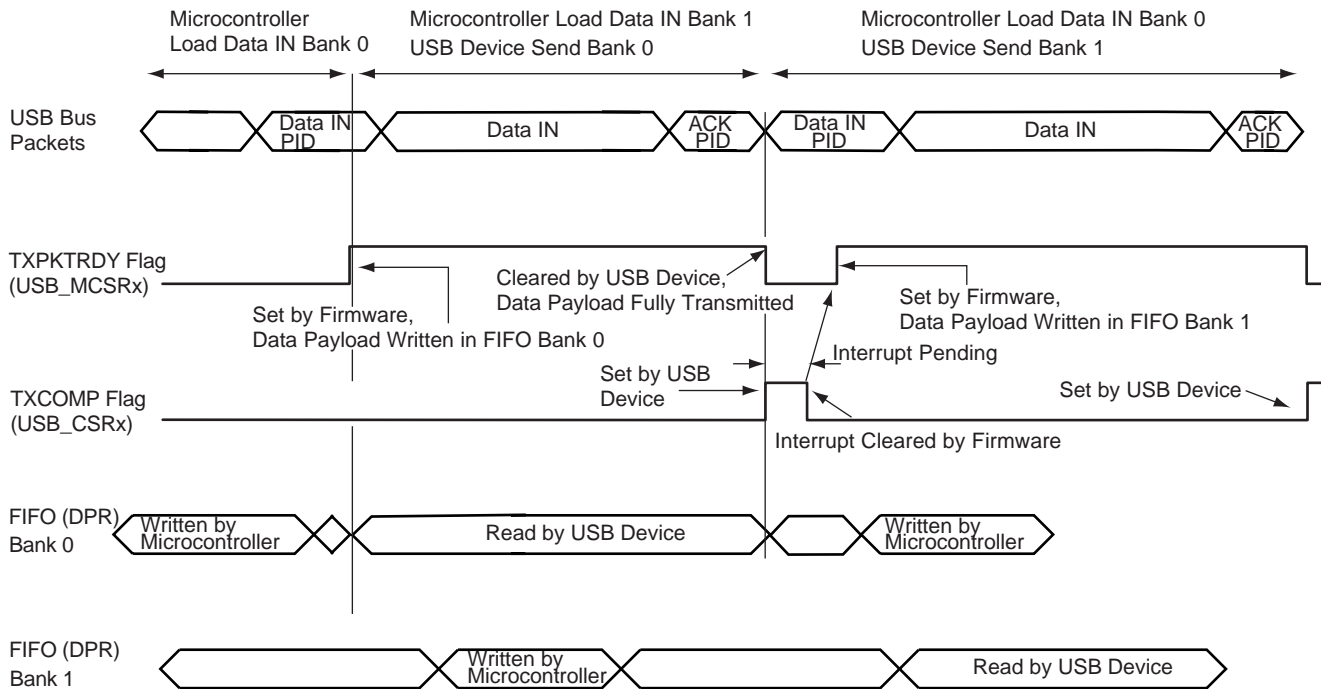 Microcontroller
Load Data IN Bank 0
Microcontroller Load Data IN Bank 1
USB Device Send Bank 0
Microcontroller Load Data IN Bank 0
USB Device Send Bank 1
USB Bus
Packets
Data IN
PID
Data IN
ACK
PID
Data IN
PID
Data IN
ACK
PID
TXPKTRDY Flag
(USB_MCSRx)
Set by Firmware,
Data Payload Written in FIFO Bank 0
Cleared by USB Device,
Data Payload Fully Transmitted
Set by Firmware,
Data Payload Written in FIFO Bank 1
Interrupt Pending
TXCOMP Flag
(USB_CSRx)
Set by USB
Device
Set by USB Device
Interrupt Cleared by Firmware
FIFO (DPR)
Bank 0
Written by
Microcontroller
Read by USB Device
Written by
Microcontroller
FIFO (DPR)
Bank 1
Written by
Microcontroller
Read by USB Device